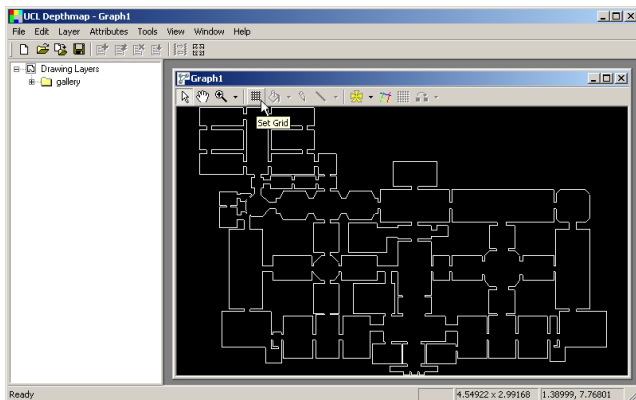 UCL Depthmap - Graph1
File Edit Layer Attributes Tools View Window Help
Drawing Layers
gallery
Graph1
Set Grid
Ready
4.54922 x 2.99168
1.38999, 7.76801